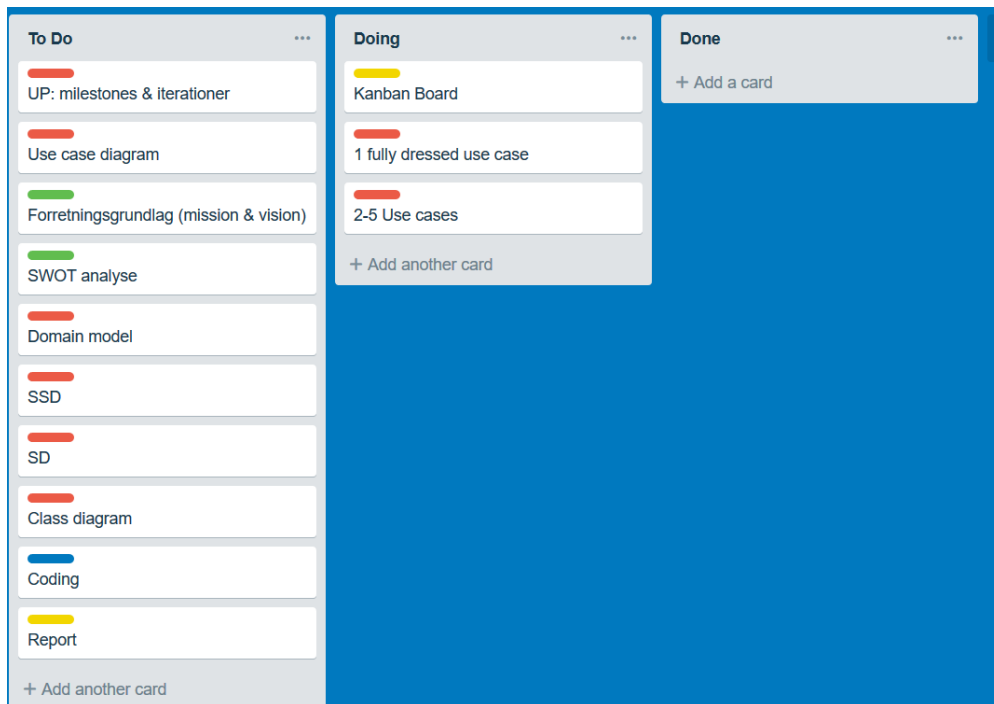 To Do
UP: milestones & iterationer
Use case diagram
Forretningsgrundlag (mission & vision)
SWOT analyse
Domain model
SSD
SD
Class diagram
Coding
Report
+ Add another card
Doing
Kanban Board
1 fully dressed use case
2-5 Use cases
+ Add another card
Done
+ Add a card